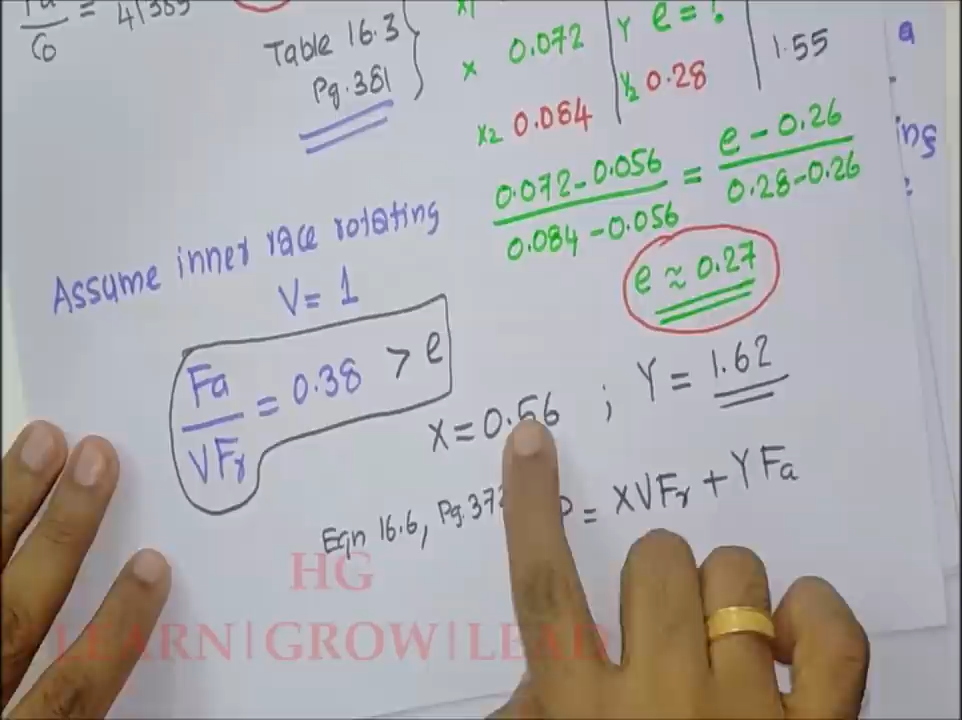 Fa/Co =
Table 16.3
Pg.381
x 0.072 | y e = ? | 1.55
x2 0.084 | y2 0.28
a
ing
:
0.072-0.056 / 0.084-0.056 = e-0.26 / 0.28-0.26
e ≈ 0.27
Assume inner race rotating
V = 1
Fa/VFr = 0.38 > e
X = 0.56 ; Y = 1.62
Eqn 16.6, Pg.372 = XVFr + YFa
HG
LEARN|GROW|LEAD